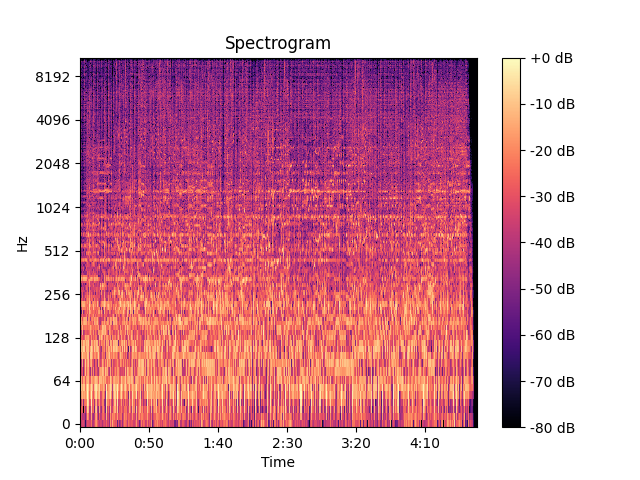 Spectrogram
Hz
8192
4096
2048
1024
512
256
128
64
0
0:00 0:50 1:40 2:30 3:20 4:10
Time
+0 dB
-10 dB
-20 dB
-30 dB
-40 dB
-50 dB
-60 dB
-70 dB
-80 dB